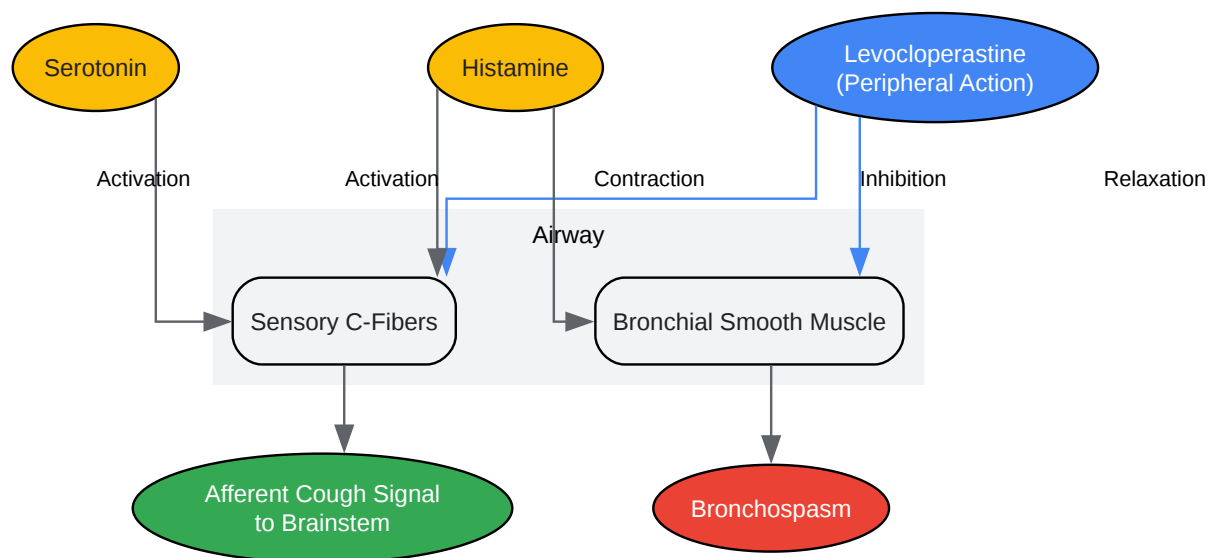 Serotonin
Histamine
Levocloperastine
(Peripheral Action)
Activation
Activation
Contraction
Inhibition
Relaxation
Airway
Sensory C-Fibers
Bronchial Smooth Muscle
Afferent Cough Signal
to Brainstem
Bronchospasm